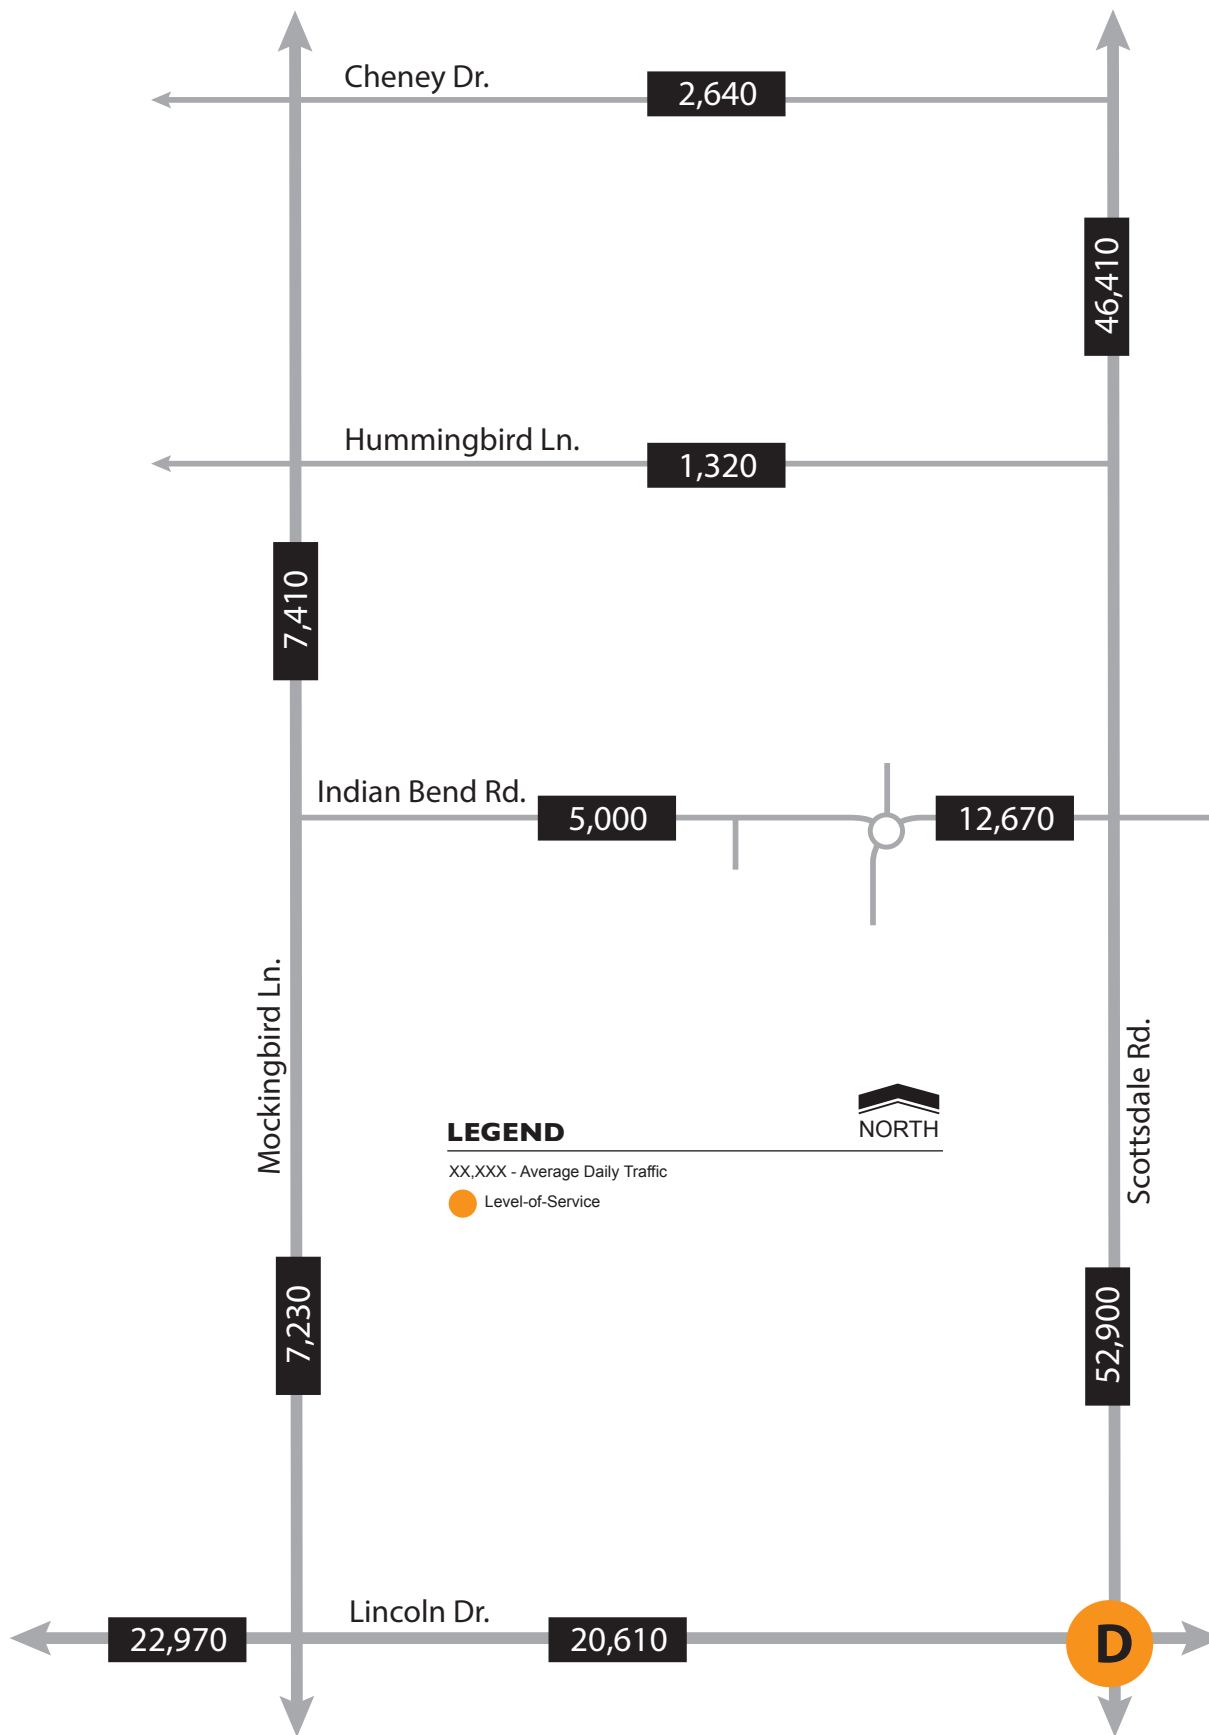 Cheney Dr.
2,640
46,410
Hummingbird Ln.
1,320
7,410
Indian Bend Rd.
5,000
12,670
Mockingbird Ln.
Scottsdale Rd.
NORTH
LEGEND
XX,XXX - Average Daily Traffic
Level-of-Service
7,230
52,900
Lincoln Dr.
22,970
20,610
D